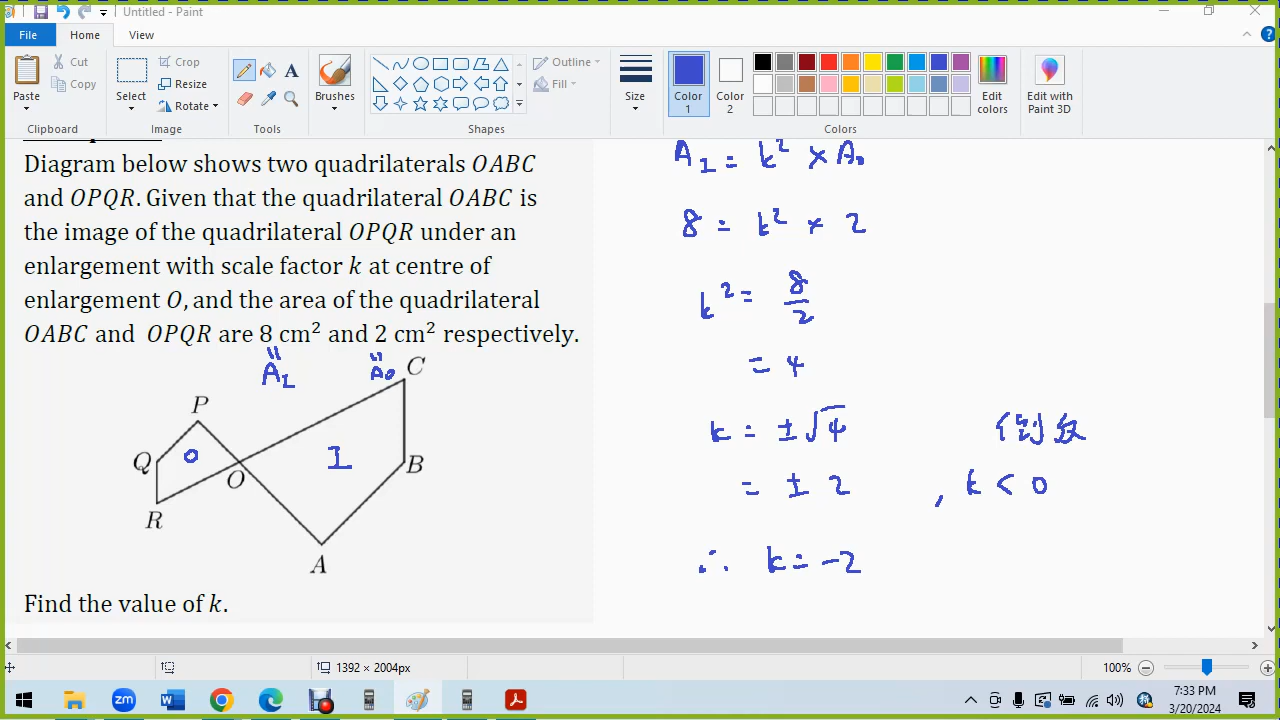 Untitled - Paint
File Home View
Cut
Copy
Paste
Clipboard
Select
Crop
Resize
Rotate
Image
Tools
Brushes
Outline
Fill
Shapes
Size
Color 1
Color 2
Edit colors
Colors
Edit with Paint 3D
Diagram below shows two quadrilaterals OABC
and OPQR. Given that the quadrilateral OABC is
the image of the quadrilateral OPQR under an
enlargement with scale factor k at centre of
enlargement O, and the area of the quadrilateral
OABC and OPQR are 8 cm² and 2 cm² respectively.
A_I A_O
P
Q
R
O
O
I
C
B
A
Find the value of k.
A_I = k² × A_O
8 = k² × 2
k² = 8/2
= 4
k = ±√4
= ± 2 , k < 0
∴ k = -2
1392 × 2004px
100%
zm
7:33 PM
3/20/2024